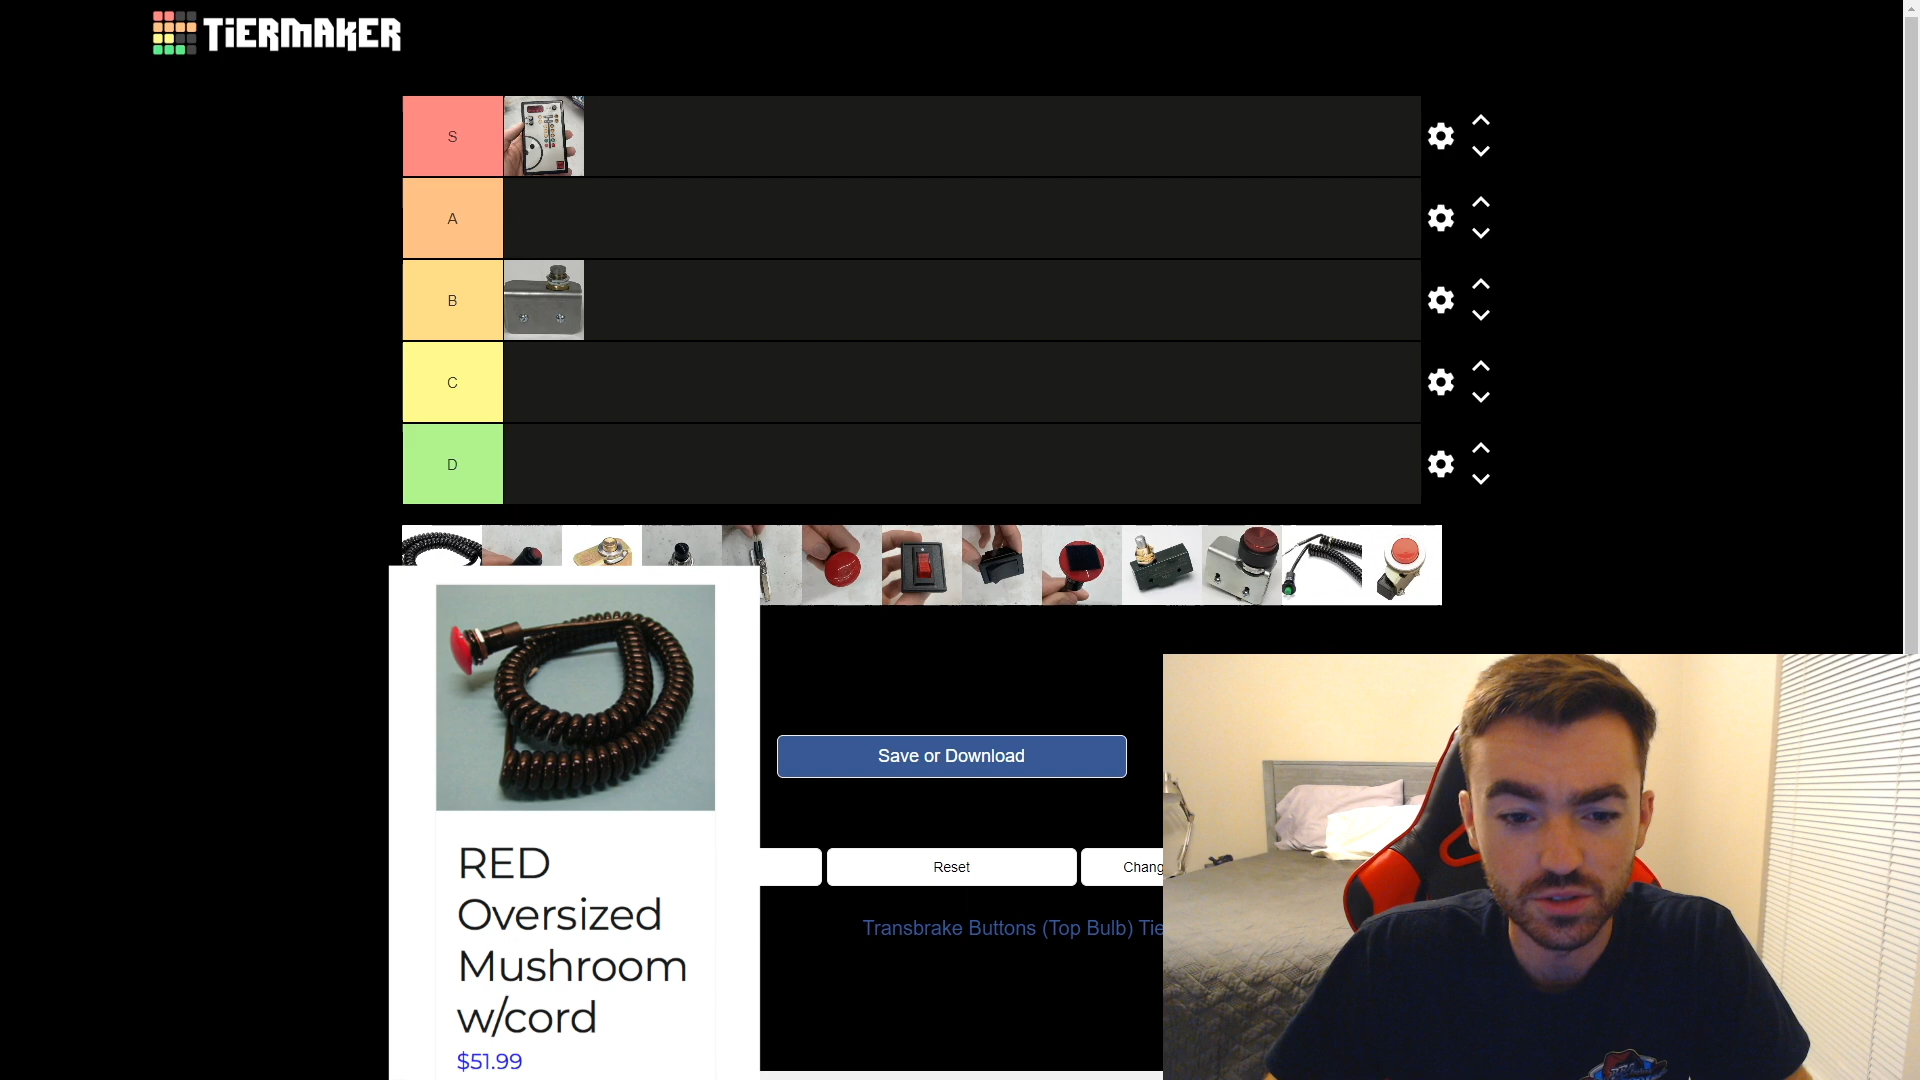 TiERMAKER
S
A
B
C
D
Save or Download
Reset
Chang
Transbrake Buttons (Top Bulb) Tie
RED
Oversized
Mushroom
w/cord
$51.99